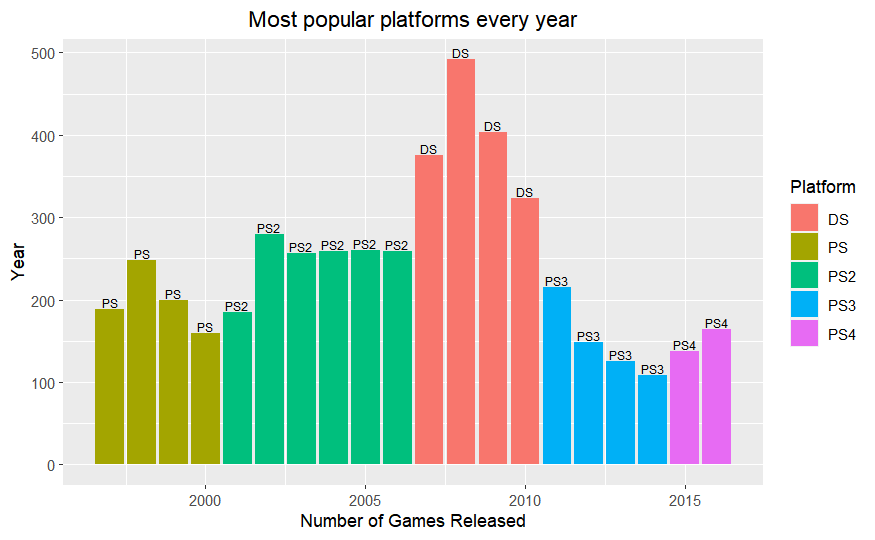 Most popular platforms every year
500
400
300
200
100
0
Year
PS
PS
PS
PS
PS2
PS2
PS2
PS2
PS2
PS2
DS
DS
DS
DS
PS3
PS3
PS3
PS3
PS4
PS4
2000
2005
2010
2015
Number of Games Released
Platform
DS
PS
PS2
PS3
PS4